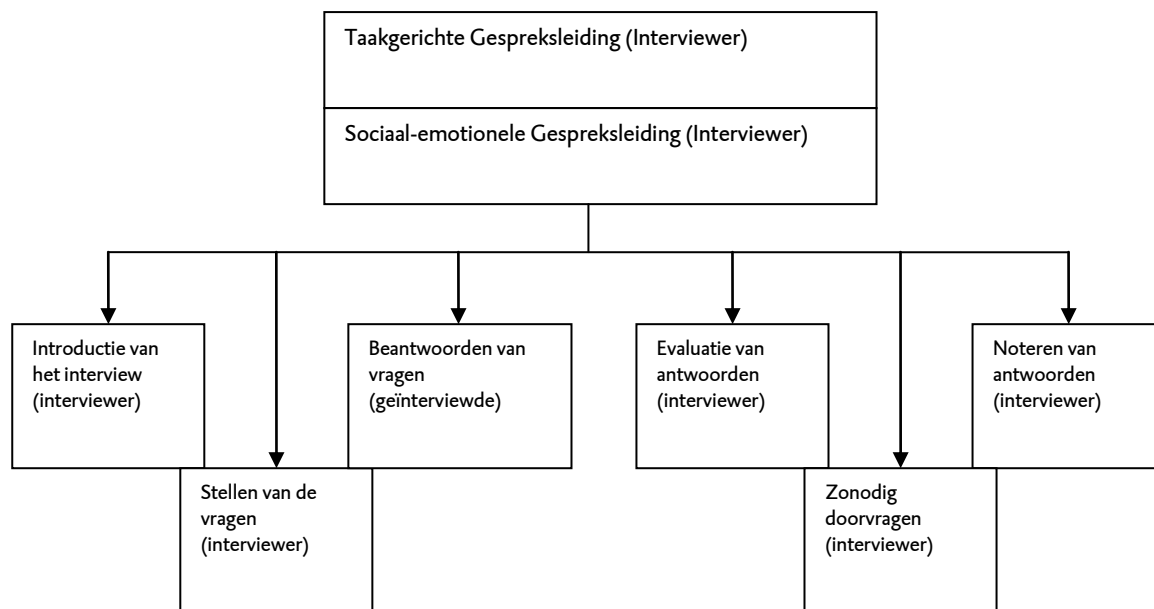 Taakgerichte Gespreksleiding (Interviewer)
Sociaal-emotionele Gespreksleiding (Interviewer)
Introductie van
het interview
(interviewer)
Stellen van de
vragen
(interviewer)
Beantwoorden van
vragen
(geïnterviewde)
Evaluatie van
antwoorden
(interviewer)
Zonodig
doorvragen
(interviewer)
Noteren van
antwoorden
(interviewer)